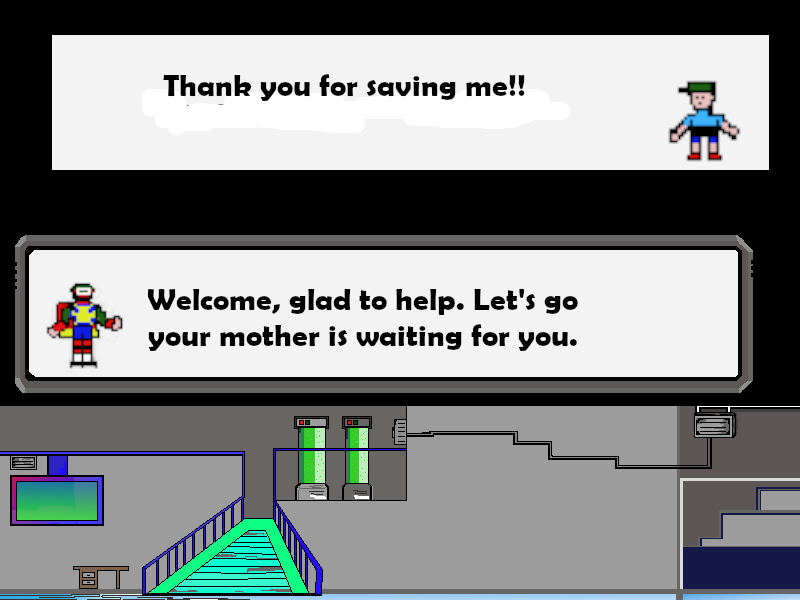 Thank you for saving me!!
Welcome, glad to help. Let's go
your mother is waiting for you.